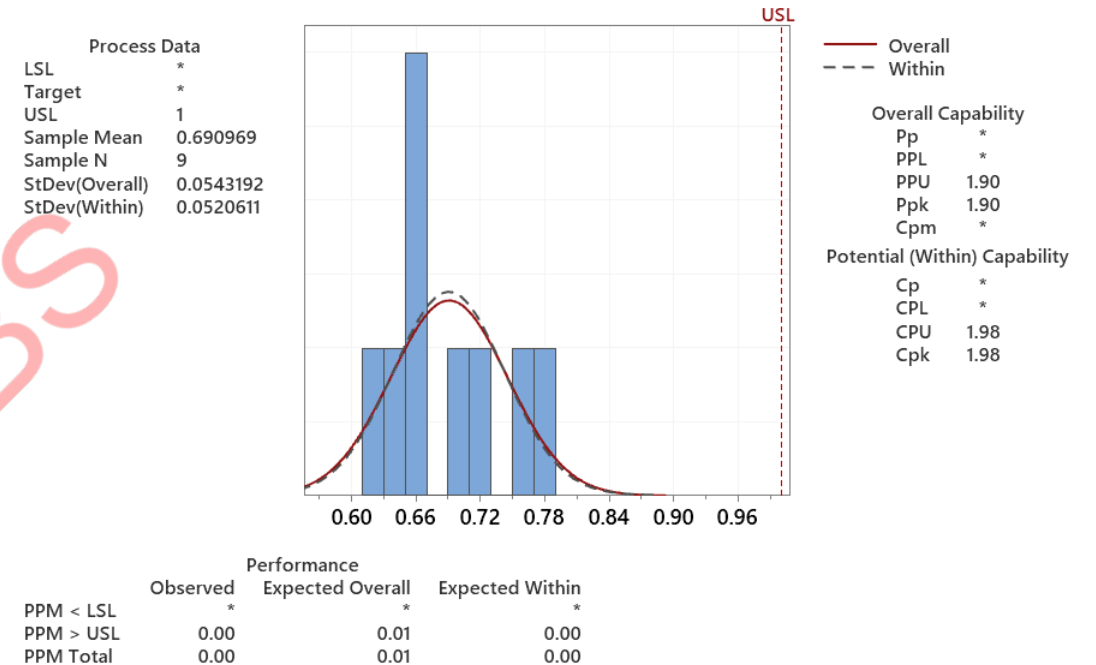 USL
Process Data
LSL *
Target *
USL 1
Sample Mean 0.690969
Sample N 9
StDev(Overall) 0.0543192
StDev(Within) 0.0520611
Overall
Within
Overall Capability
Pp *
PPL *
PPU 1.90
Ppk 1.90
Cpm *
Potential (Within) Capability
Cp *
CPL *
CPU 1.98
Cpk 1.98
0.60 0.66 0.72 0.78 0.84 0.90 0.96
Performance
Observed Expected Overall Expected Within
PPM < LSL * * *
PPM > USL 0.00 0.01 0.00
PPM Total 0.00 0.01 0.00